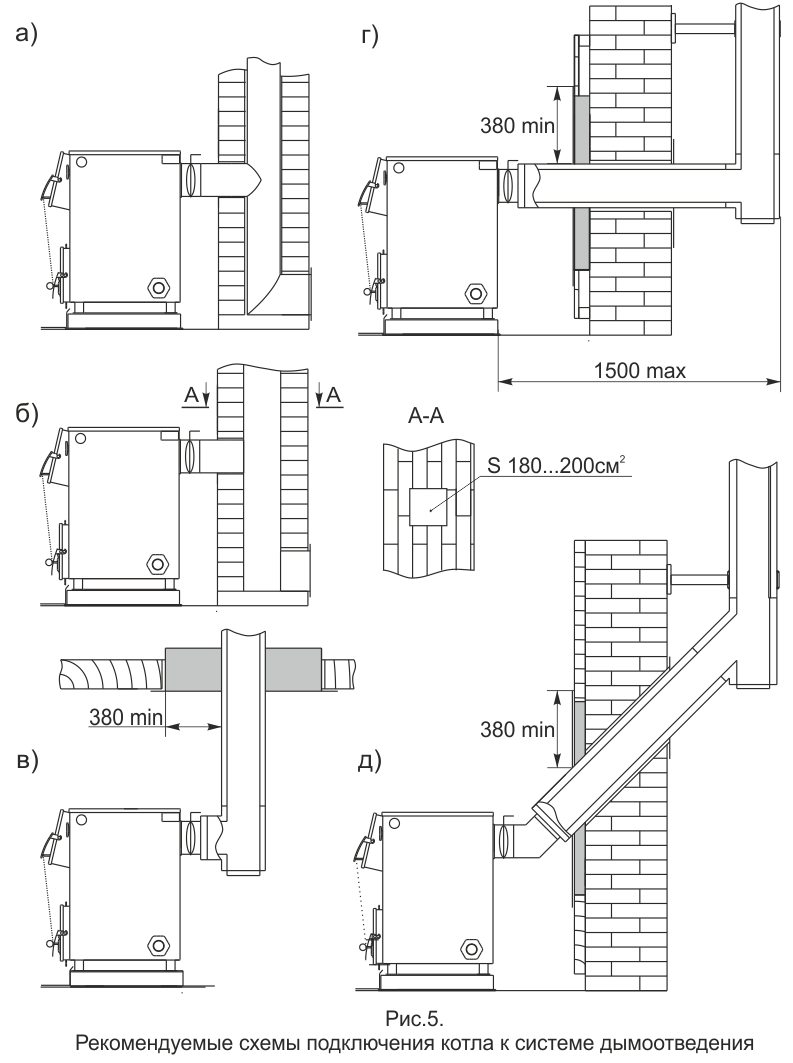 а)
г)
380 min
1500 max
б)
А
А
А-А
S 180...200см²
380 min
в)
380 min
д)
Рис.5.
Рекомендуемые схемы подключения котла к системе дымоотведения